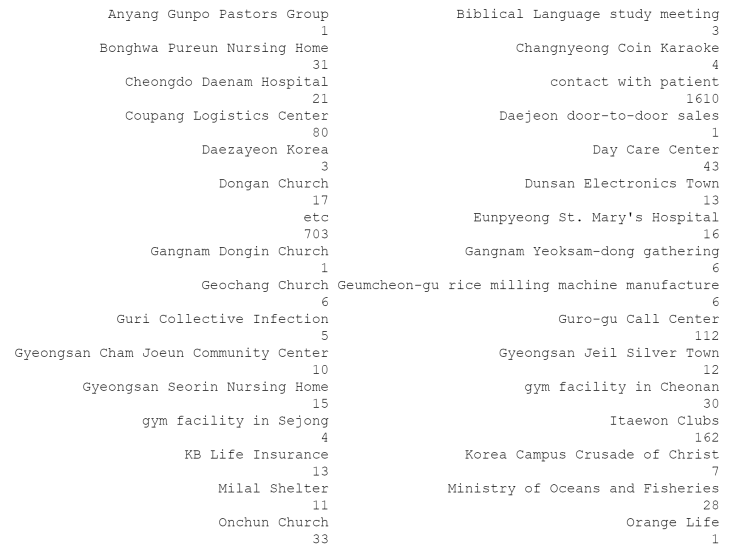 Anyang Gunpo Pastors Group Biblical Language study meeting
1 3
Bonghwa Pureun Nursing Home Changnyeong Coin Karaoke
31 4
Cheongdo Daenam Hospital contact with patient
21 1610
Coupang Logistics Center Daejeon door-to-door sales
80 1
Daezayeon Korea Day Care Center
3 43
Dongan Church Dunsan Electronics Town
17 13
etc Eunpyeong St. Mary's Hospital
703 16
Gangnam Dongin Church Gangnam Yeoksam-dong gathering
1 6
Geochang Church Geumcheon-gu rice milling machine manufacture
6 6
Guri Collective Infection Guro-gu Call Center
5 112
Gyeongsan Cham Joeun Community Center Gyeongsan Jeil Silver Town
10 12
Gyeongsan Seorin Nursing Home gym facility in Cheonan
15 30
gym facility in Sejong Itaewon Clubs
4 162
KB Life Insurance Korea Campus Crusade of Christ
13 7
Milal Shelter Ministry of Oceans and Fisheries
11 28
Onchun Church Orange Life
33 1